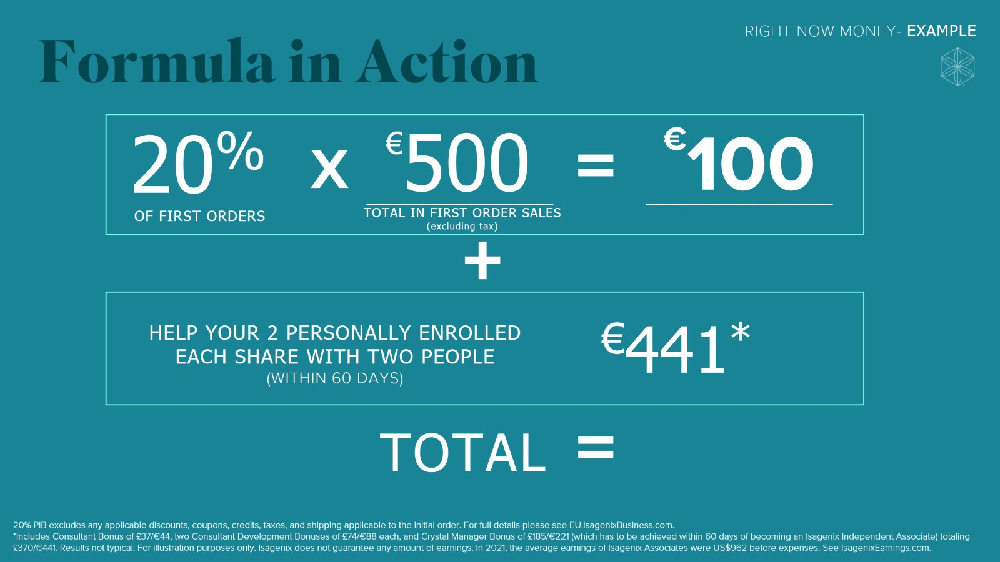 RIGHT NOW MONEY- EXAMPLE
Formula in Action
20% x €500 = €100
OF FIRST ORDERS
TOTAL IN FIRST ORDER SALES
(excluding tax)
+
HELP YOUR 2 PERSONALLY ENROLLED
EACH SHARE WITH TWO PEOPLE
(WITHIN 60 DAYS)
€441*
TOTAL =
20% PIB excludes any applicable discounts, coupons, credits, taxes, and shipping applicable to the initial order. For full details please see EU.IsagenixBusiness.com.
*Includes Consultant Bonus of £37/€44, two Consultant Development Bonuses of £74/€88 each, and Crystal Manager Bonus of £185/€221 (which has to be achieved within 60 days of becoming an Isagenix Independent Associate) totaling
£370/€441. Results not typical. For illustration purposes only. Isagenix does not guarantee any amount of earnings. In 2021, the average earnings of Isagenix Associates were US$962 before expenses. See IsagenixEarnings.com.